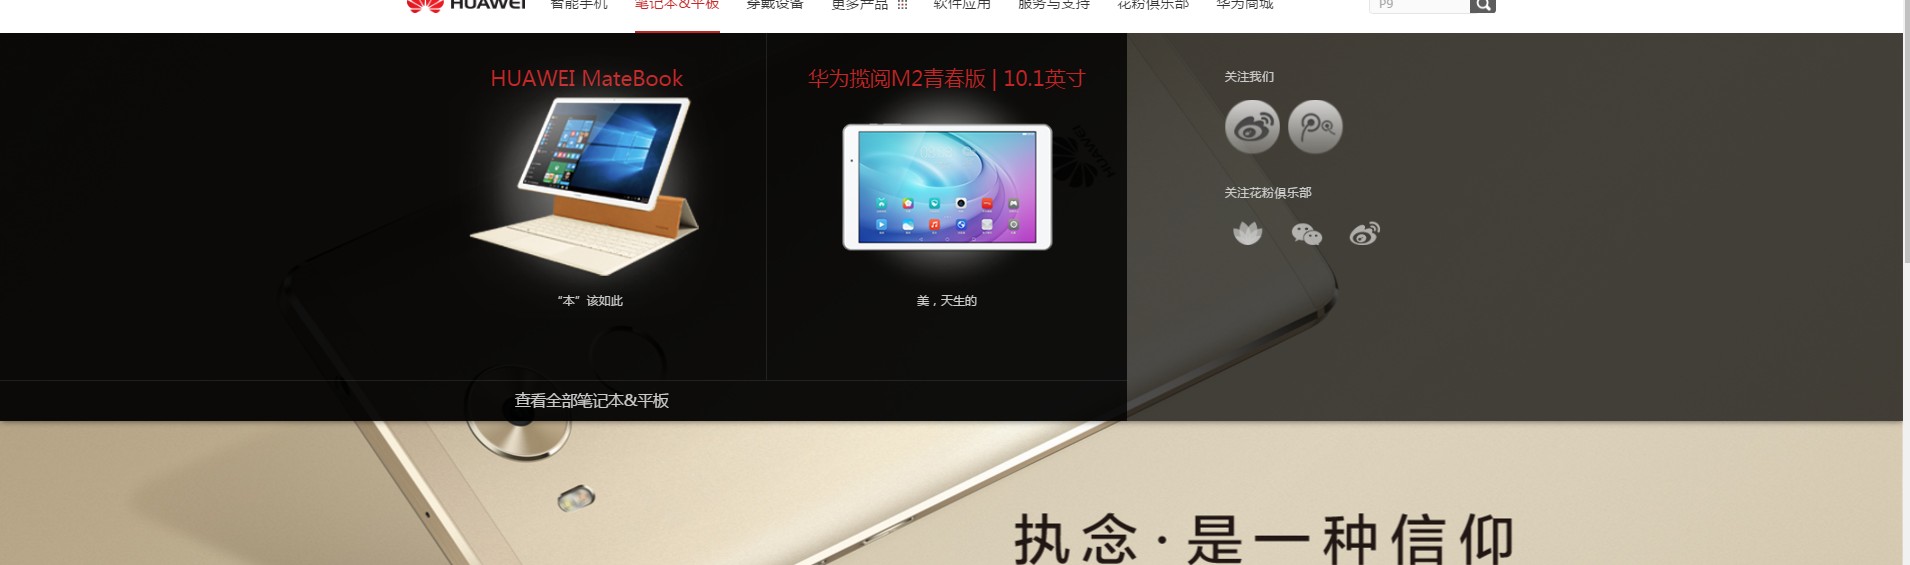 HUAWEI 智能手机 笔记本&平板 穿戴设备 更多产品 软件应用 服务与支持 花粉俱乐部 华为商城 P9
HUAWEI MateBook
华为揽阅M2青春版 | 10.1英寸
关注我们
HUAWEI
关注花粉俱乐部
“本”该如此
美，天生的
查看全部笔记本&平板
执念·是一种信仰